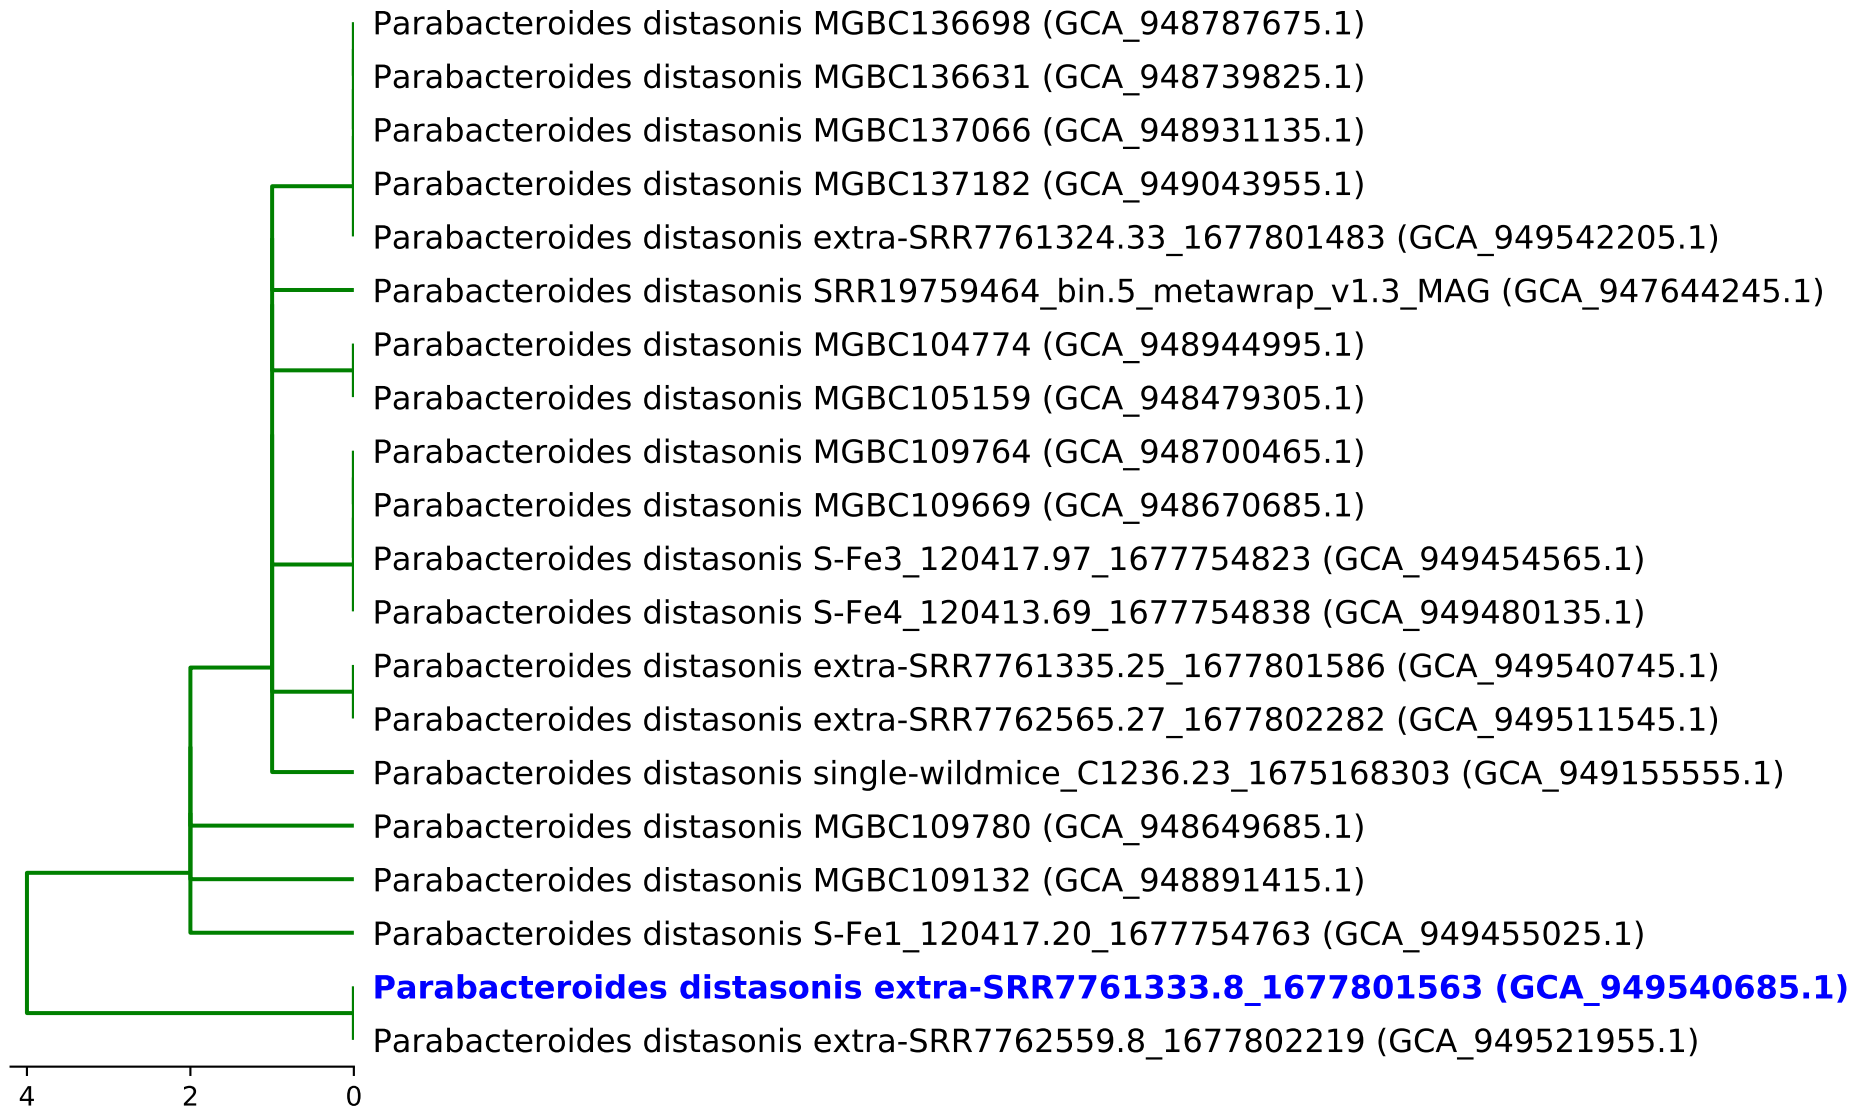 Parabacteroides distasonis MGBC136698 (GCA_948787675.1)
Parabacteroides distasonis MGBC136631 (GCA_948739825.1)
Parabacteroides distasonis MGBC137066 (GCA_948931135.1)
Parabacteroides distasonis MGBC137182 (GCA_949043955.1)
Parabacteroides distasonis extra-SRR7761324.33_1677801483 (GCA_949542205.1)
Parabacteroides distasonis SRR19759464_bin.5_metawrap_v1.3_MAG (GCA_947644245.1)
Parabacteroides distasonis MGBC104774 (GCA_948944995.1)
Parabacteroides distasonis MGBC105159 (GCA_948479305.1)
Parabacteroides distasonis MGBC109764 (GCA_948700465.1)
Parabacteroides distasonis MGBC109669 (GCA_948670685.1)
Parabacteroides distasonis S-Fe3_120417.97_1677754823 (GCA_949454565.1)
Parabacteroides distasonis S-Fe4_120413.69_1677754838 (GCA_949480135.1)
Parabacteroides distasonis extra-SRR7761335.25_1677801586 (GCA_949540745.1)
Parabacteroides distasonis extra-SRR7762565.27_1677802282 (GCA_949511545.1)
Parabacteroides distasonis single-wildmice_C1236.23_1675168303 (GCA_949155555.1)
Parabacteroides distasonis MGBC109780 (GCA_948649685.1)
Parabacteroides distasonis MGBC109132 (GCA_948891415.1)
Parabacteroides distasonis S-Fe1_120417.20_1677754763 (GCA_949455025.1)
Parabacteroides distasonis extra-SRR7761333.8_1677801563 (GCA_949540685.1)
Parabacteroides distasonis extra-SRR7762559.8_1677802219 (GCA_949521955.1)
4 2 0